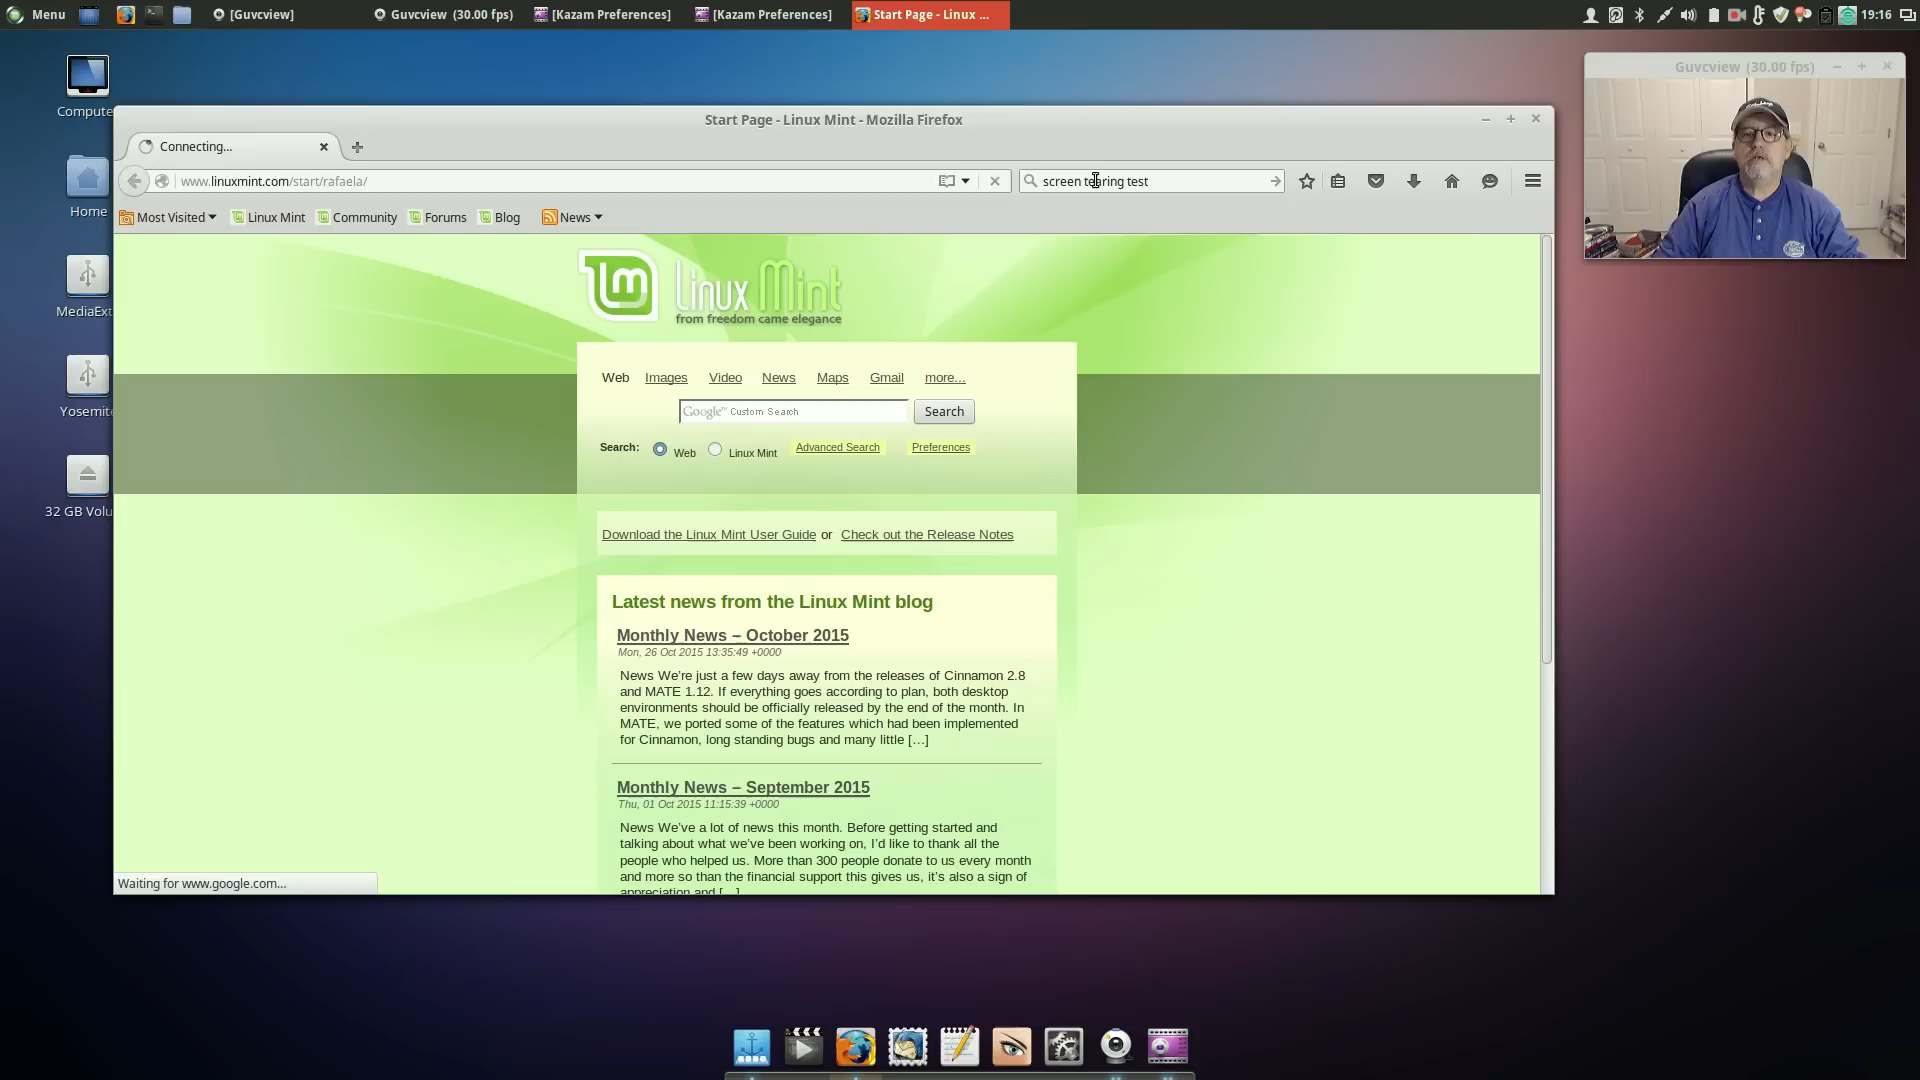 Menu
[Guvcview]
Guvcview (30.00 fps)
[Kazam Preferences]
[Kazam Preferences]
Start Page - Linux ...
19:16
Compute
Home
MediaExt
Yosemite
32 GB Volu
Guvcview (30.00 fps)
Start Page - Linux Mint - Mozilla Firefox
Connecting...
www.linuxmint.com/start/rafaela/
screen tearing test
Most Visited
Linux Mint
Community
Forums
Blog
News
Linux Mint
from freedom came elegance
Web Images Video News Maps Gmail more...
Google™ Custom Search
Search
Search: Web Linux Mint Advanced Search Preferences
Download the Linux Mint User Guide or Check out the Release Notes
Latest news from the Linux Mint blog
Monthly News – October 2015
Mon, 26 Oct 2015 13:35:49 +0000
News We’re just a few days away from the releases of Cinnamon 2.8
and MATE 1.12. If everything goes according to plan, both desktop
environments should be officially released by the end of the month. In
MATE, we ported some of the features which had been implemented
for Cinnamon, long standing bugs and many little […]
Monthly News – September 2015
Thu, 01 Oct 2015 11:15:39 +0000
News We’ve a lot of news this month. Before getting started and
talking about what we’ve been working on, I’d like to thank all the
people who helped us. More than 300 people donate to us every month
and more so than the financial support this gives us, it’s also a sign of
appreciation and […]
Waiting for www.google.com...